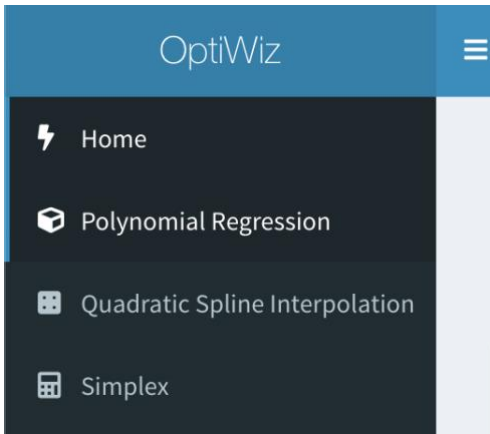 OptiWiz
Home
Polynomial Regression
Quadratic Spline Interpolation
Simplex